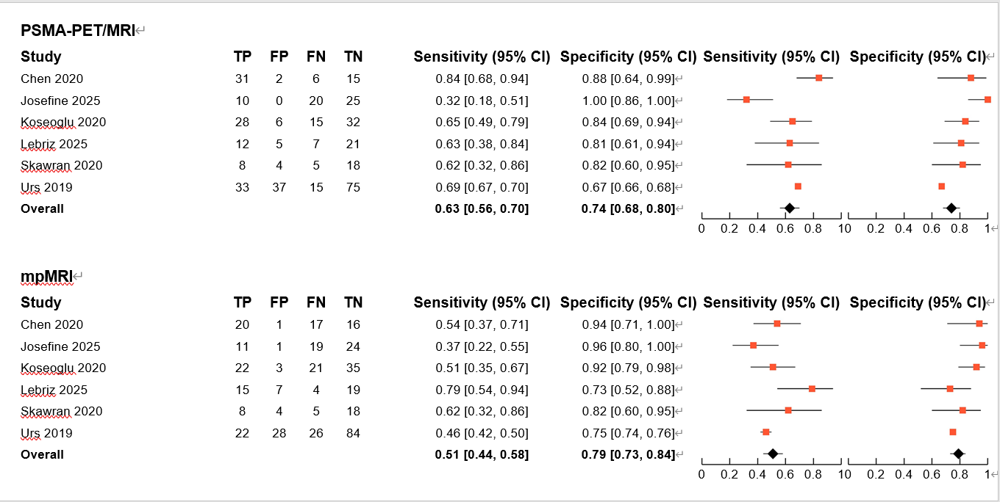 PSMA-PET/MRI↵
Study TP FP FN TN Sensitivity (95% CI) Specificity (95% CI) Sensitivity (95% CI) Specificity (95% CI)↵
Chen 2020 31 2 6 15 0.84 [0.68, 0.94] 0.88 [0.64, 0.99]↵
Josefine 2025 10 0 20 25 0.32 [0.18, 0.51] 1.00 [0.86, 1.00]↵
Koseoglu 2020 28 6 15 32 0.65 [0.49, 0.79] 0.84 [0.69, 0.94]↵
Lebriz 2025 12 5 7 21 0.63 [0.38, 0.84] 0.81 [0.61, 0.94]↵
Skawran 2020 8 4 5 18 0.62 [0.32, 0.86] 0.82 [0.60, 0.95]↵
Urs 2019 33 37 15 75 0.69 [0.67, 0.70] 0.67 [0.66, 0.68]↵
Overall 0.63 [0.56, 0.70] 0.74 [0.68, 0.80]↵
0 0.2 0.4 0.6 0.8 1 0 0.2 0.4 0.6 0.8 1↵
mpMRI↵
Study TP FP FN TN Sensitivity (95% CI) Specificity (95% CI) Sensitivity (95% CI) Specificity (95% CI)↵
Chen 2020 20 1 17 16 0.54 [0.37, 0.71] 0.94 [0.71, 1.00]↵
Josefine 2025 11 1 19 24 0.37 [0.22, 0.55] 0.96 [0.80, 1.00]↵
Koseoglu 2020 22 3 21 35 0.51 [0.35, 0.67] 0.92 [0.79, 0.98]↵
Lebriz 2025 15 7 4 19 0.79 [0.54, 0.94] 0.73 [0.52, 0.88]↵
Skawran 2020 8 4 5 18 0.62 [0.32, 0.86] 0.82 [0.60, 0.95]↵
Urs 2019 22 28 26 84 0.46 [0.42, 0.50] 0.75 [0.74, 0.76]↵
Overall 0.51 [0.44, 0.58] 0.79 [0.73, 0.84]↵
0 0.2 0.4 0.6 0.8 1 0 0.2 0.4 0.6 0.8 1↵